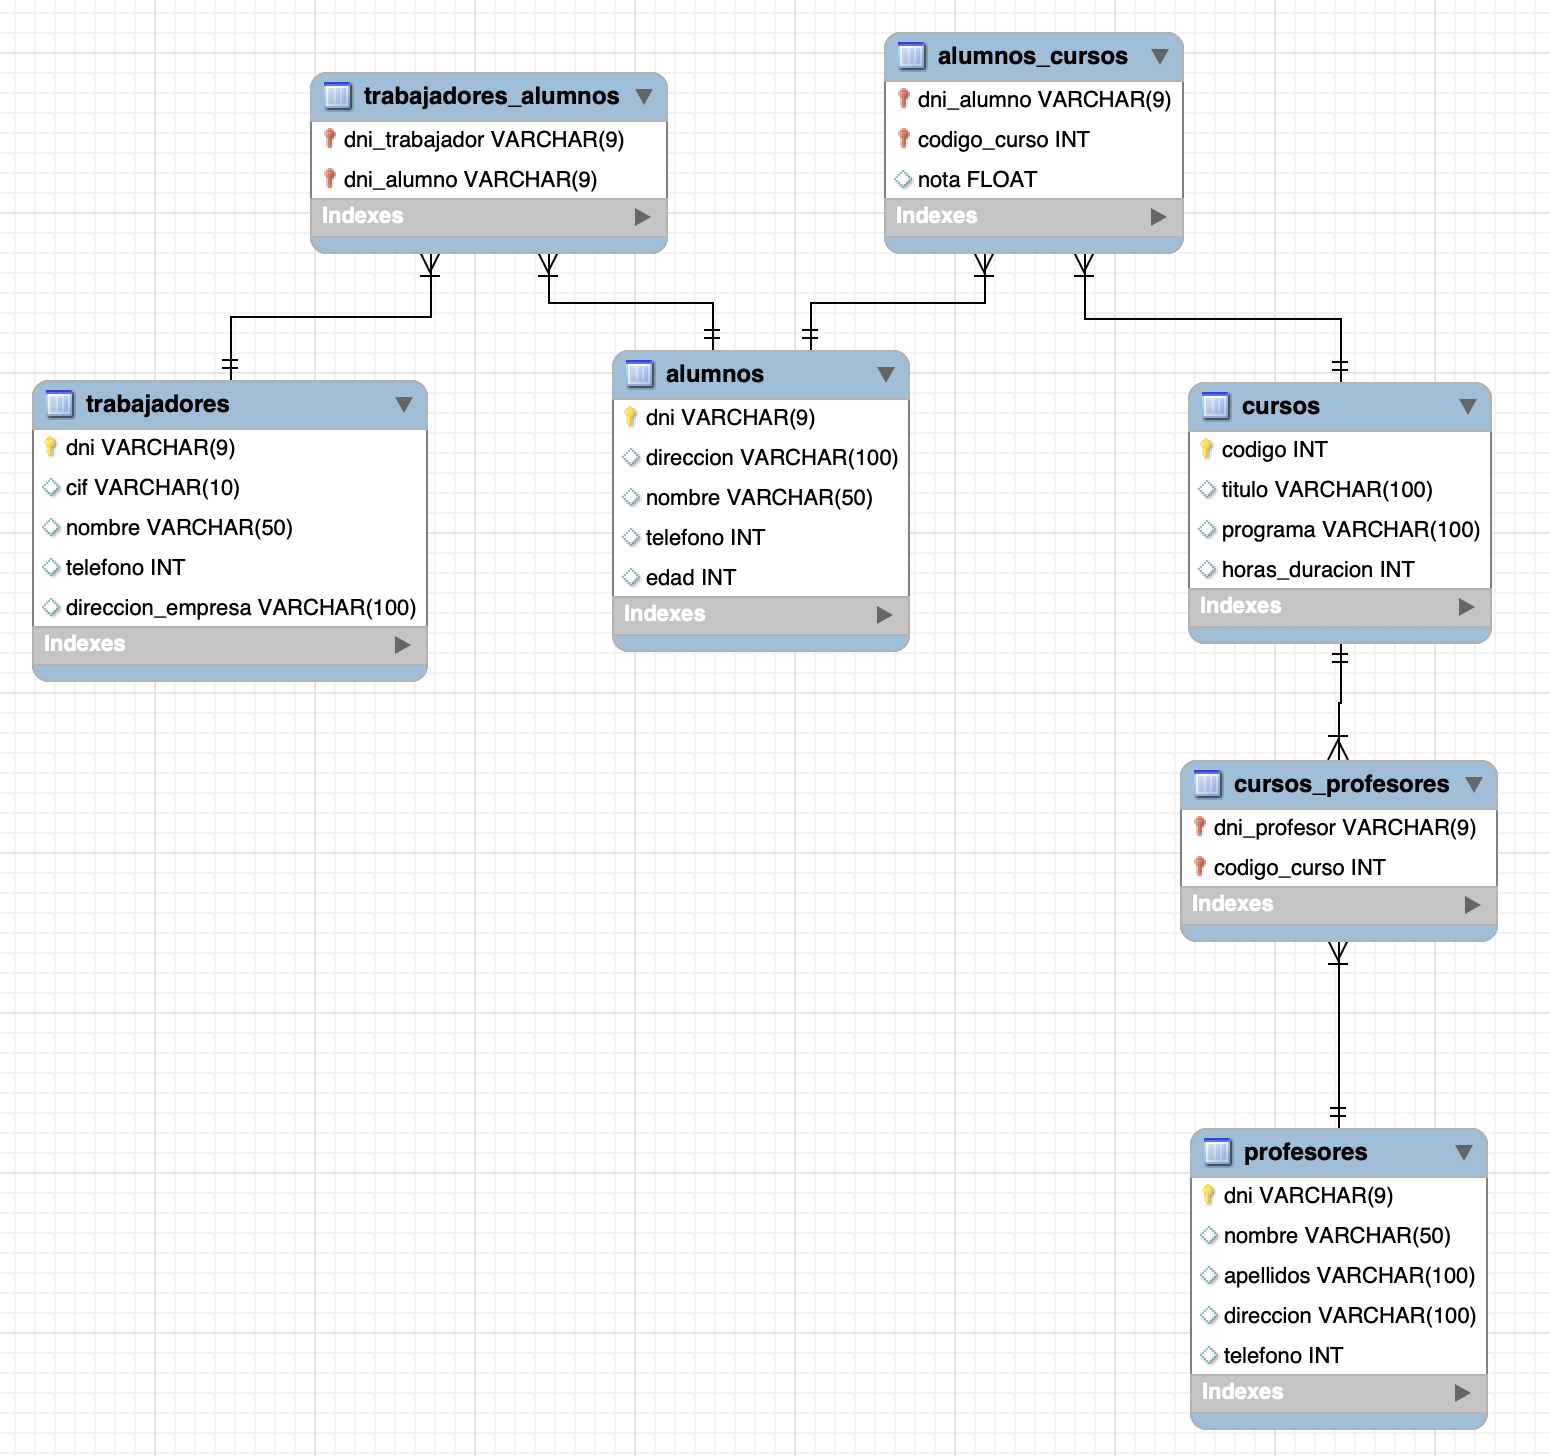 trabajadores_alumnos
dni_trabajador VARCHAR(9)
dni_alumno VARCHAR(9)
Indexes
alumnos_cursos
dni_alumno VARCHAR(9)
codigo_curso INT
nota FLOAT
Indexes
trabajadores
dni VARCHAR(9)
cif VARCHAR(10)
nombre VARCHAR(50)
telefono INT
direccion_empresa VARCHAR(100)
Indexes
alumnos
dni VARCHAR(9)
direccion VARCHAR(100)
nombre VARCHAR(50)
telefono INT
edad INT
Indexes
cursos
codigo INT
titulo VARCHAR(100)
programa VARCHAR(100)
horas_duracion INT
Indexes
cursos_profesores
dni_profesor VARCHAR(9)
codigo_curso INT
Indexes
profesores
dni VARCHAR(9)
nombre VARCHAR(50)
apellidos VARCHAR(100)
direccion VARCHAR(100)
telefono INT
Indexes